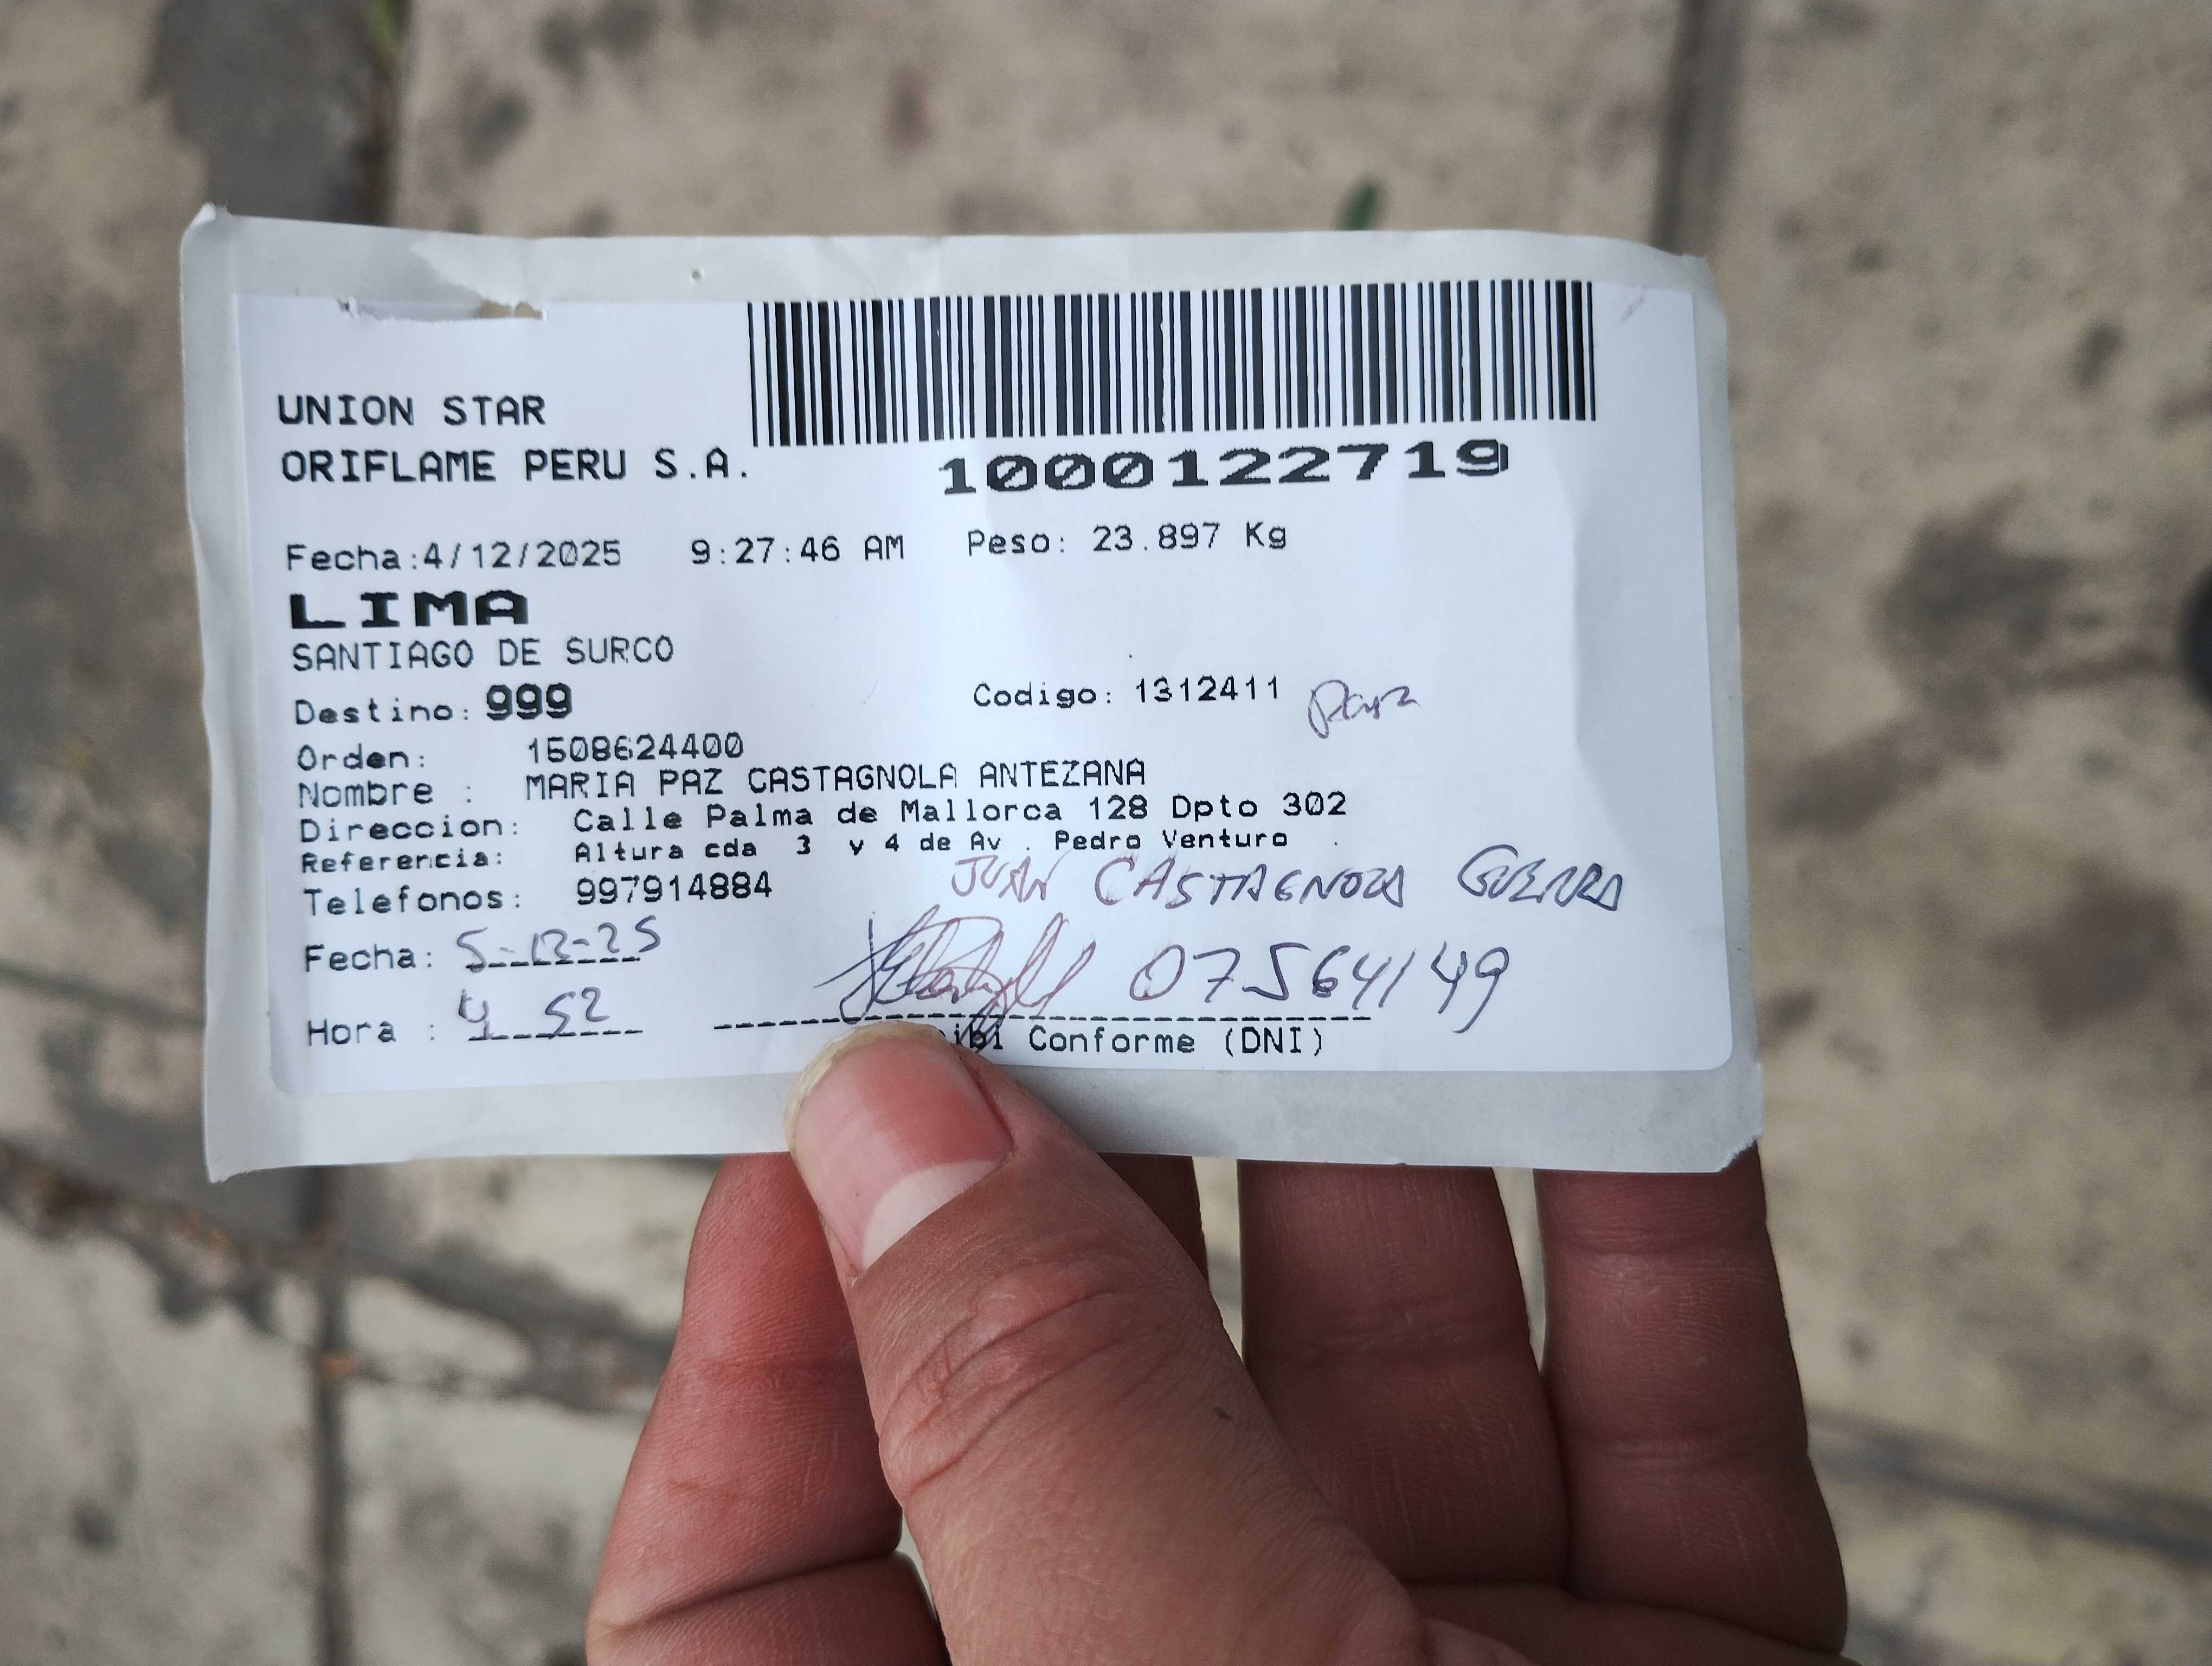 UNION STAR
ORIFLAME PERU S.A.
1000122719
Fecha:4/12/2025 9:27:46 AM Peso: 23.897 Kg
LIMA
SANTIAGO DE SURCO
Destino: 999 Codigo: 1312411
Orden: 1508624400
Nombre : MARIA PAZ CASTAGNOLA ANTEZANA
Direccion: Calle Palma de Mallorca 128 Dpto 302
Referencia: Altura cda 3 y 4 de Av . Pedro Venturo .
Telefonos: 997914884
JUAN CASTAGNOLA GUERRA
Fecha: 5-12-25
07564149
Hora : 4 52
Conforme (DNI)